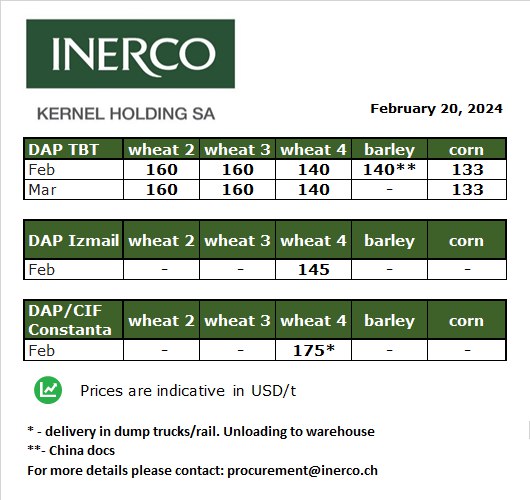 INERCO
KERNEL HOLDING SA
February 20, 2024
DAP TBT wheat 2 wheat 3 wheat 4 barley corn
Feb 160 160 140 140** 133
Mar 160 160 140 - 133
DAP Izmail wheat 2 wheat 3 wheat 4 barley corn
Feb - - 145 - -
DAP/CIF
Constanta wheat 2 wheat 3 wheat 4 barley corn
Feb - - 175* - -
Prices are indicative in USD/t
* - delivery in dump trucks/rail. Unloading to warehouse
**- China docs
For more details please contact: procurement@inerco.ch